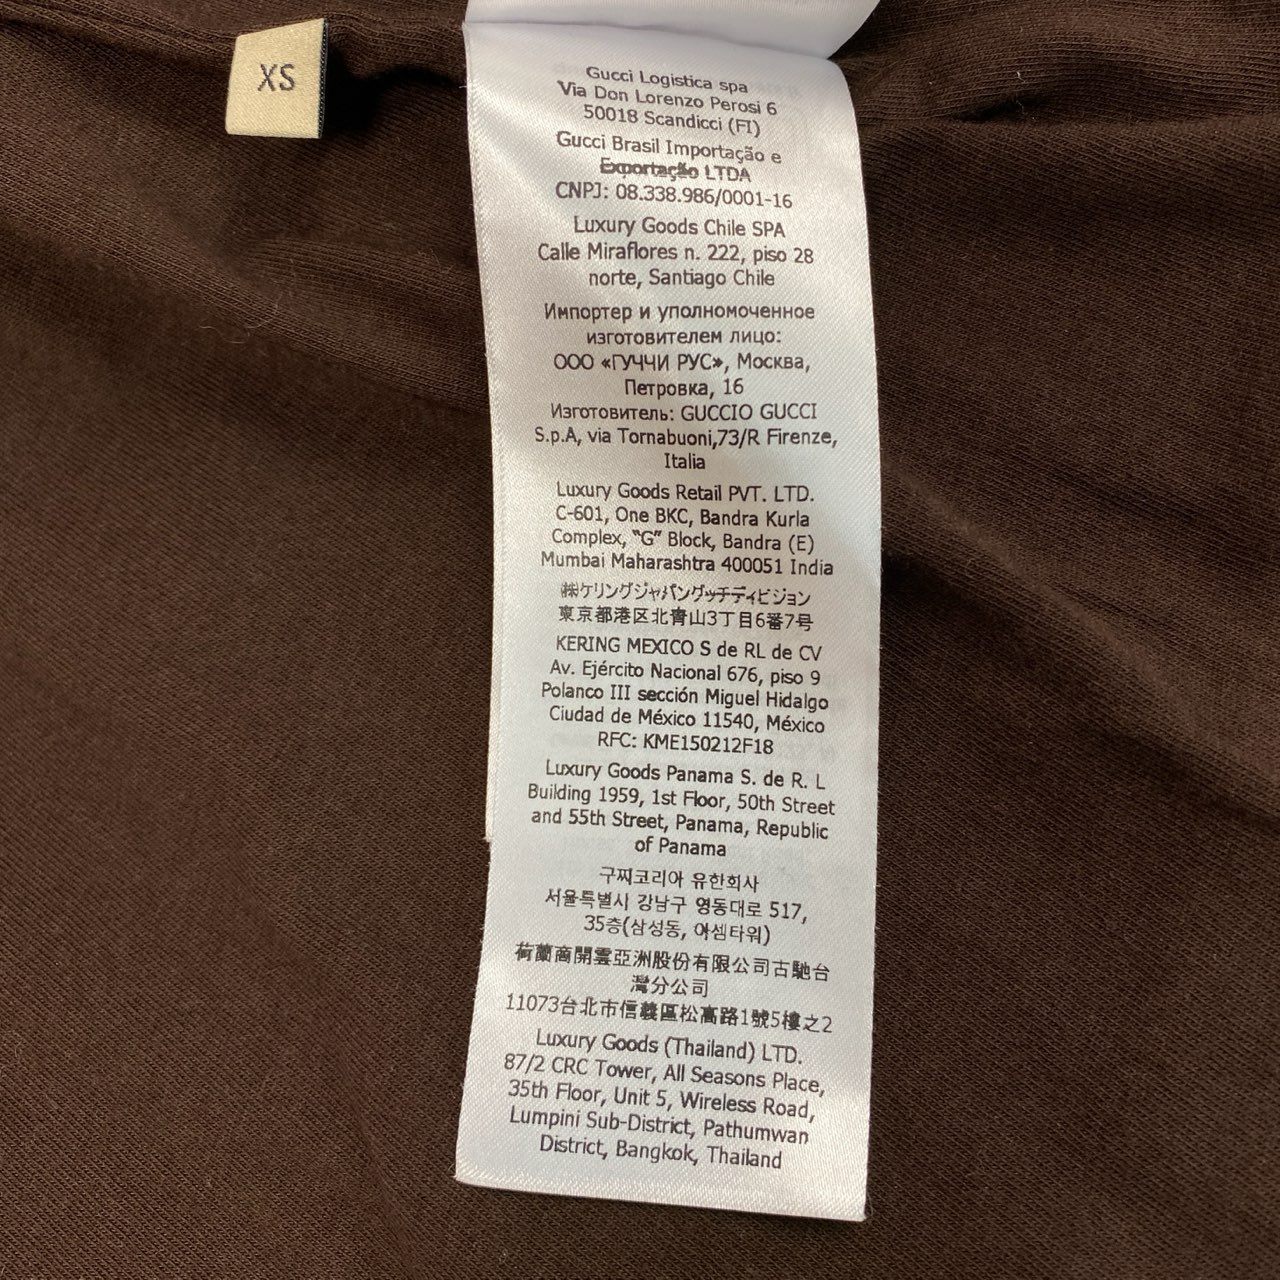 XS
Gucci Logistica spa
Via Don Lorenzo Perosi 6
50018 Scandicci (FI)
Gucci Brasil Importação e
Exportação LTDA
CNPJ: 08.338.986/0001-16
Luxury Goods Chile SPA
Calle Miraflores n. 222, piso 28
norte, Santiago Chile
Импортер и уполномоченное
изготовителем лицо:
ООО «ГУЧЧИ РУС», Москва,
Петровка, 16
Изготовитель: GUCCIO GUCCI
S.p.A, via Tornabuoni,73/R Firenze,
Italia
Luxury Goods Retail PVT. LTD.
C-601, One BKC, Bandra Kurla
Complex, "G" Block, Bandra (E)
Mumbai Maharashtra 400051 India
㈱ケリングジャパングッチディビジョン
東京都港区北青山3丁目6番7号
KERING MEXICO S de RL de CV
Av. Ejército Nacional 676, piso 9
Polanco III sección Miguel Hidalgo
Ciudad de México 11540, México
RFC: KME150212F18
Luxury Goods Panama S. de R. L
Building 1959, 1st Floor, 50th Street
and 55th Street, Panama, Republic
of Panama
구찌코리아 유한회사
서울특별시 강남구 영동대로 517,
35층(삼성동, 아셈타워)
荷蘭商開雲亞洲股份有限公司古馳台
灣分公司
11073台北市信義區松高路1號5樓之2
Luxury Goods (Thailand) LTD.
87/2 CRC Tower, All Seasons Place,
35th Floor, Unit 5, Wireless Road,
Lumpini Sub-District, Pathumwan
District, Bangkok, Thailand